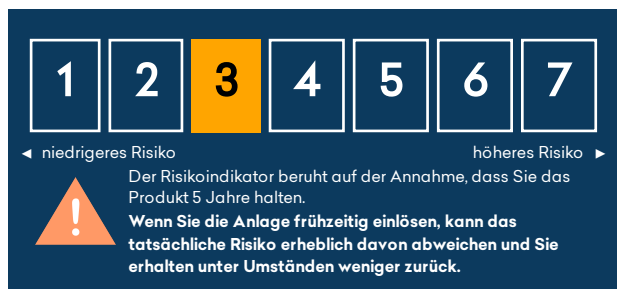 1 2 3 4 5 6 7
◄ niedrigeres Risiko höheres Risiko ►
Der Risikoindikator beruht auf der Annahme, dass Sie das
Produkt 5 Jahre halten.
Wenn Sie die Anlage frühzeitig einlösen, kann das
tatsächliche Risiko erheblich davon abweichen und Sie
erhalten unter Umständen weniger zurück.